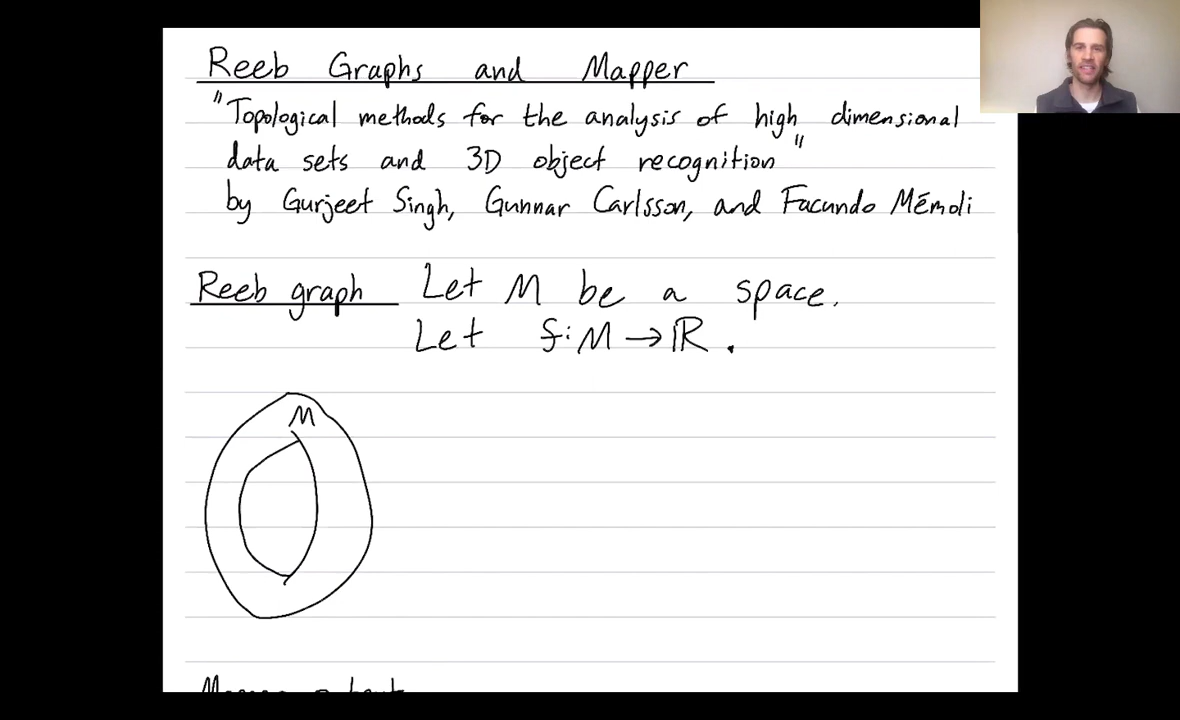 Reeb Graphs and Mapper
"Topological methods for the analysis of high dimensional
data sets and 3D object recognition"
by Gurjeet Singh, Gunnar Carlsson, and Facundo Mémoli
Reeb graph Let M be a space.
Let f: M → ℝ.
M